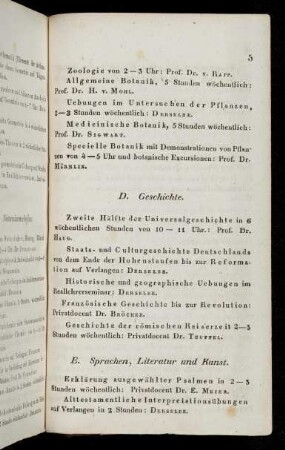 5
Zoologie von 2—3 Uhr: Prof. Dr. v. RAPP.
Allgemeine Botanik, 5 Stunden wöchentlich:
Prof. Dr. H. v. MOHL.
Uebungen im Untersuchen der Pflanzen,
2—3 Stunden wöchentlich: DERSELBE.
Medicinische Botanik, 5 Stunden wöchentlich:
Prof. Dr. SIGWART.
Specielle Botanik mit Demonstrationen von Pflan
zen von 4—5 Uhr und botanische Excursionen: Prof. Dr.
D. Geschichte.
Zweite Hälfte der Universalgeschichte in 6
wöchentlichen Stunden von 10—11 Uhr.: Prof. Dr.
HAUG.
Staats- und Culturgeschichte Deutschlands
von dem Ende der Hohenstaufen bis zur Reforma-
tion auf Verlangen: DERSELBE.
Historische und geographische Uebungen im
Reallehrerseminar: DERSELBE.
Französische Geschichte bis zur Revolution:
Privatdocent Dr. BRÖCKER.
Geschichte der römischen Kaiserzeit 2—3
Stunden wöchentlich: Privatdocent Dr. TEUFFEL.
E. Sprachen, Literatur und Kunst.
Erklärung ausgewählter Psalmen in 2—3
Stunden wöchentlich: Privatdocent Dr. E. MEIER.
Alttestamentliche Interpretationsübungen
auf Verlangen in 2 Stunden: DERSELBE.